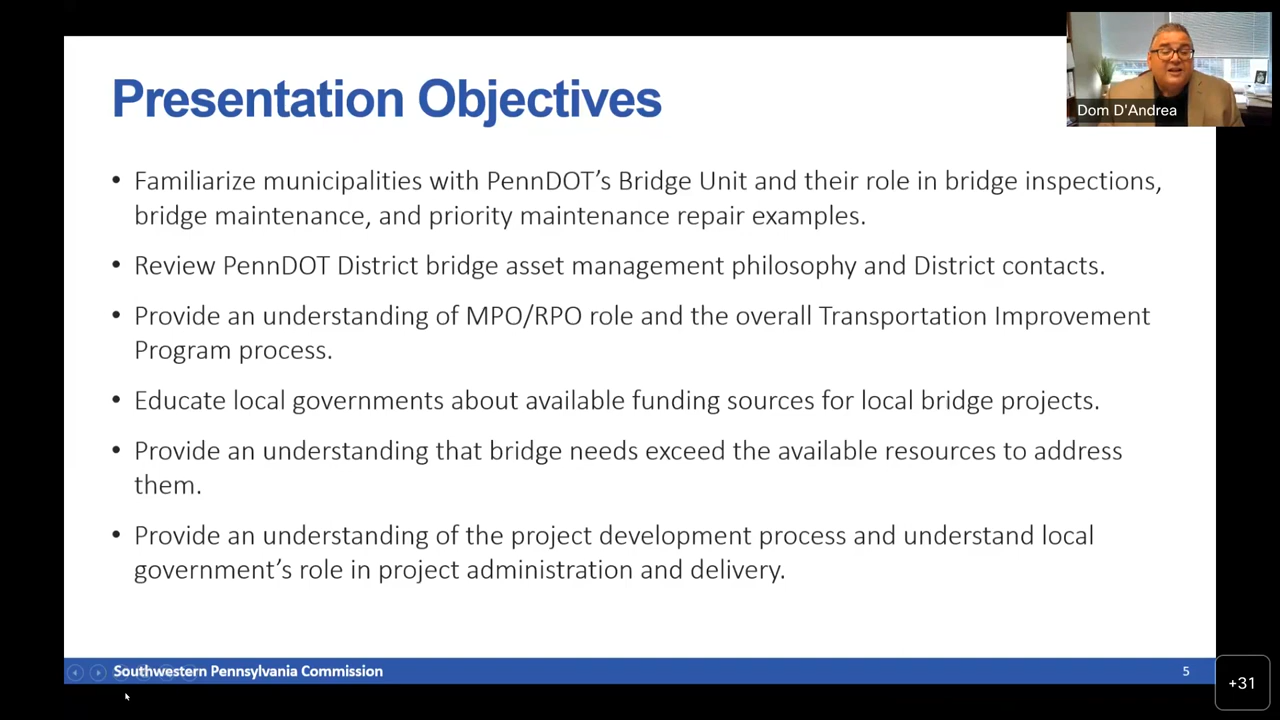 Presentation Objectives
Dom D'Andrea
• Familiarize municipalities with PennDOT’s Bridge Unit and their role in bridge inspections,
bridge maintenance, and priority maintenance repair examples.
• Review PennDOT District bridge asset management philosophy and District contacts.
• Provide an understanding of MPO/RPO role and the overall Transportation Improvement
Program process.
• Educate local governments about available funding sources for local bridge projects.
• Provide an understanding that bridge needs exceed the available resources to address
them.
• Provide an understanding of the project development process and understand local
government’s role in project administration and delivery.
Southwestern Pennsylvania Commission
5
+31